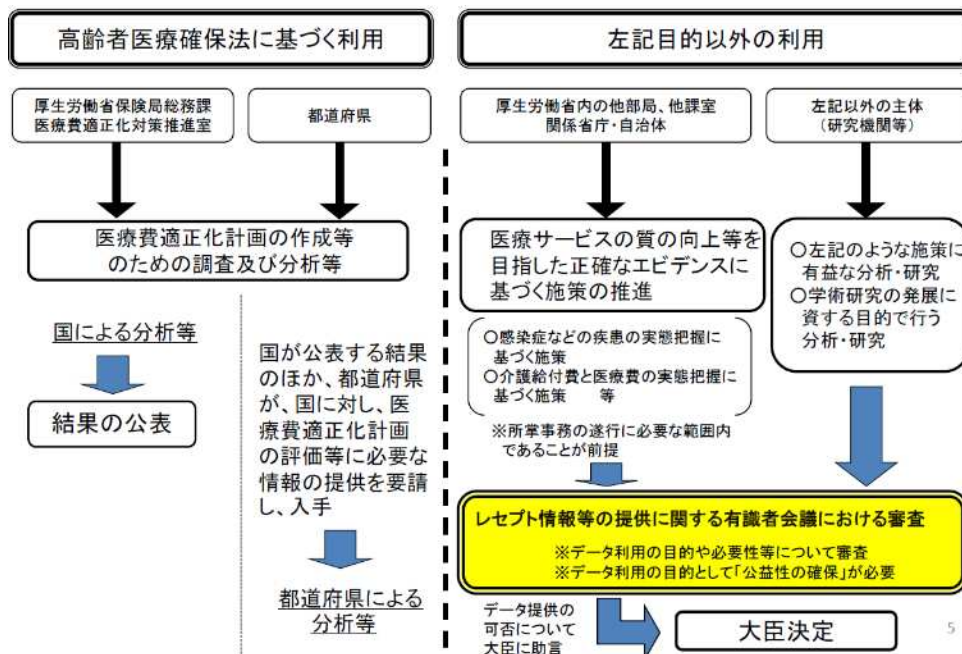 高齢者医療確保法に基づく利用
左記目的以外の利用
厚生労働省保険局総務課
医療費適正化対策推進室
都道府県
厚生労働省内の他部局、他課室
関係省庁・自治体
左記以外の主体
（研究機関等）
医療費適正化計画の作成等
のための調査及び分析等
国による分析等
結果の公表
国が公表する結果
のほか、都道府県
が、国に対し、医
療費適正化計画
の評価等に必要な
情報の提供を要請
し、入手
都道府県による
分析等
医療サービスの質の向上等を
目指した正確なエビデンスに
基づく施策の推進
○感染症などの疾患の実態把握に
基づく施策
○介護給付費と医療費の実態把握に
基づく施策　等
※所掌事務の遂行に必要な範囲内
であることが前提
○左記のような施策に
有益な分析・研究
○学術研究の発展に
資する目的で行う
分析・研究
レセプト情報等の提供に関する有識者会議における審査
※データ利用の目的や必要性等について審査
※データ利用の目的として「公益性の確保」が必要
データ提供の
可否について
大臣に助言
大臣決定
5